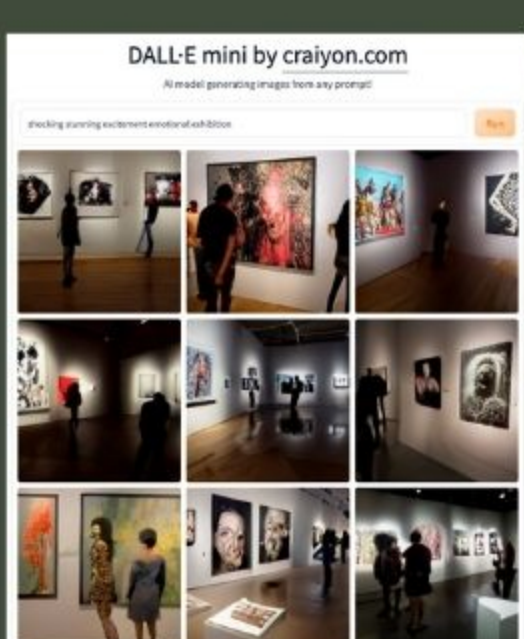 DALL·E mini by craiyon.com
AI model generating images from any prompt!
shocking stunning excitement emotional exhibition
Run